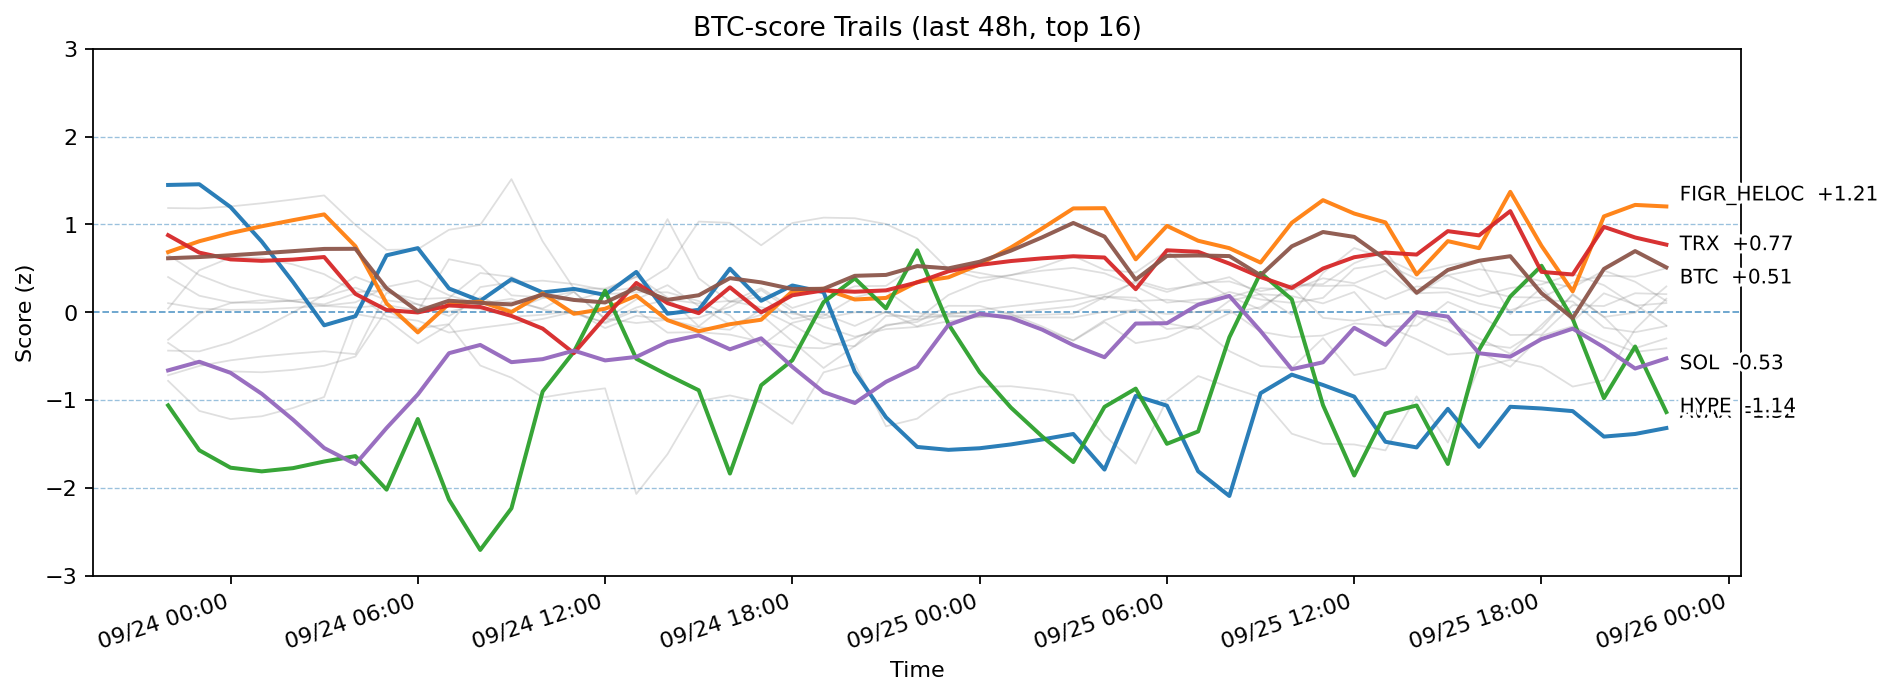 BTC-score Trails (last 48h, top 16)
3
2
1
0
−1
−2
−3
Score (z)
FIGR_HELOC +1.21
TRX +0.77
BTC +0.51
SOL -0.53
HYPE -1.14
09/24 00:00
09/24 06:00
09/24 12:00
09/24 18:00
09/25 00:00
09/25 06:00
09/25 12:00
09/25 18:00
09/26 00:00
Time